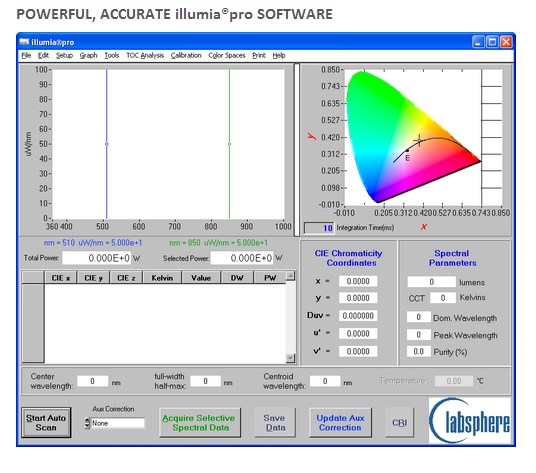 POWERFUL, ACCURATE illumia®pro SOFTWARE
illumia®pro
File Edit Setup Graph Tools TOC Analysis Calibration Color Spaces Print Help
100
90
80
70
60
50
40
30
20
10
0
uW/nm
360 400 500 600 700 800 900 1000
nm = 510 uW/nm = 5.000e+1 nm = 850 uW/nm = 5.000e+1
Total Power: 0.000E+0 W Selected Power: 0.000E+0 W
0.850
0.743
0.635
0.527
0.420
0.312
0.205
0.098
-0.010
y
E
-0.010 0.205 0.312 0.420 0.527 0.635 0.743 0.850
10 Integration Time(ms) x
CIE x CIE y CIE z Kelvin Value DW PW
CIE Chromaticity
Coordinates
x = 0.0000
y = 0.0000
Duv = 0.000000
u' = 0.0000
v' = 0.0000
Spectral
Parameters
0 lumens
CCT 0 Kelvins
0 Dom. Wavelength
0 Peak Wavelength
0.0 Purity (%)
Center
wavelength: 0 nm
full-width
half-max: 0 nm
Centroid
wavelength: 0 nm
Temperature: 0.00 °C
Start Auto
Scan
Aux Correction
None
Acquire Selective
Spectral Data
Save
Data
Update Aux
Correction
CRI
labsphere